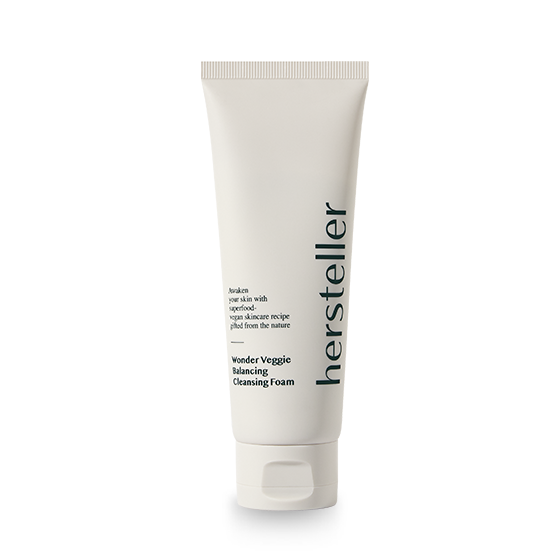 Awaken
your skin with
superfood-
vegan skincare recipe
gifted from the nature
Wonder Veggie
Balancing
Cleansing Foam
hersteller